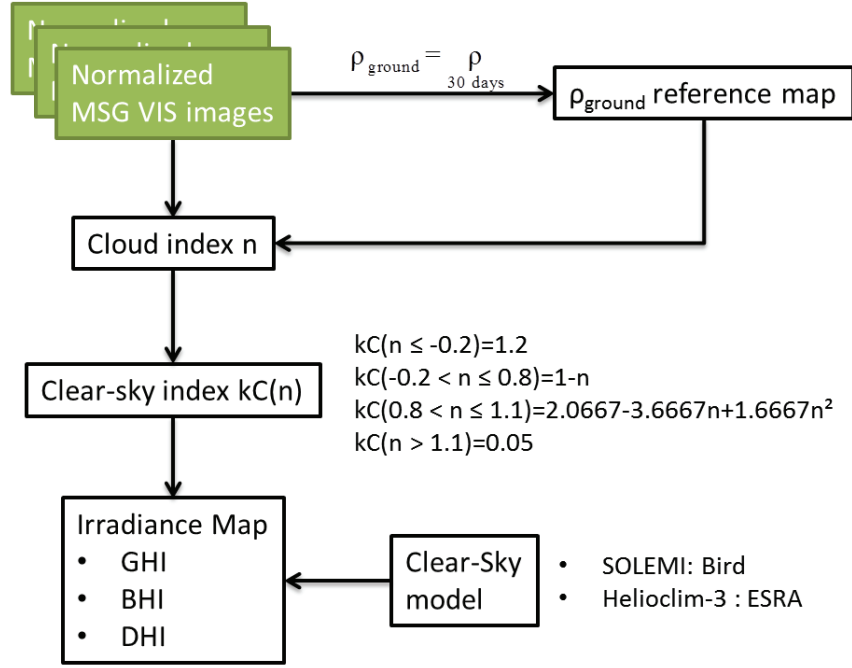 Normalized
MSG VIS images
ρ ground = ρ
30 days
ρground reference map
Cloud index n
Clear-sky index kC(n)
kC(n ≤ -0.2)=1.2
kC(-0.2 < n ≤ 0.8)=1-n
kC(0.8 < n ≤ 1.1)=2.0667-3.6667n+1.6667n²
kC(n > 1.1)=0.05
Irradiance Map
• GHI
• BHI
• DHI
Clear-Sky
model
• SOLEMI: Bird
• Helioclim-3 : ESRA